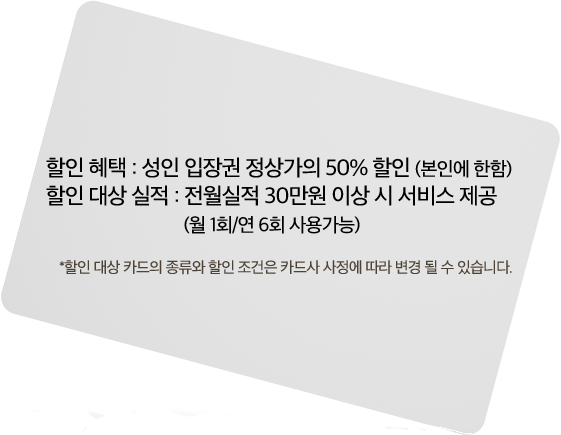 할인 혜택 : 성인 입장권 정상가의 50% 할인 (본인에 한함)
할인 대상 실적 : 전월실적 30만원 이상 시 서비스 제공
(월 1회/연 6회 사용가능)
*할인 대상 카드의 종류와 할인 조건은 카드사 사정에 따라 변경 될 수 있습니다.